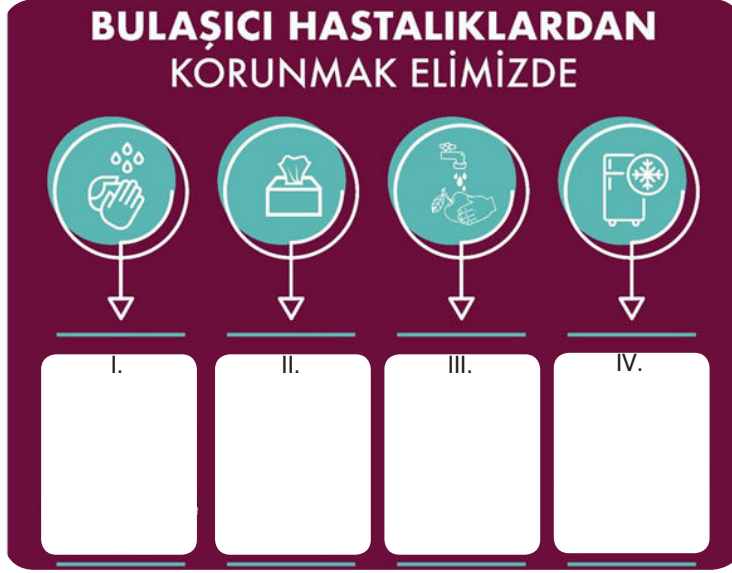 BULAŞICI HASTALIKLARDAN
KORUNMAK ELİMİZDE
I.
II.
III.
IV.